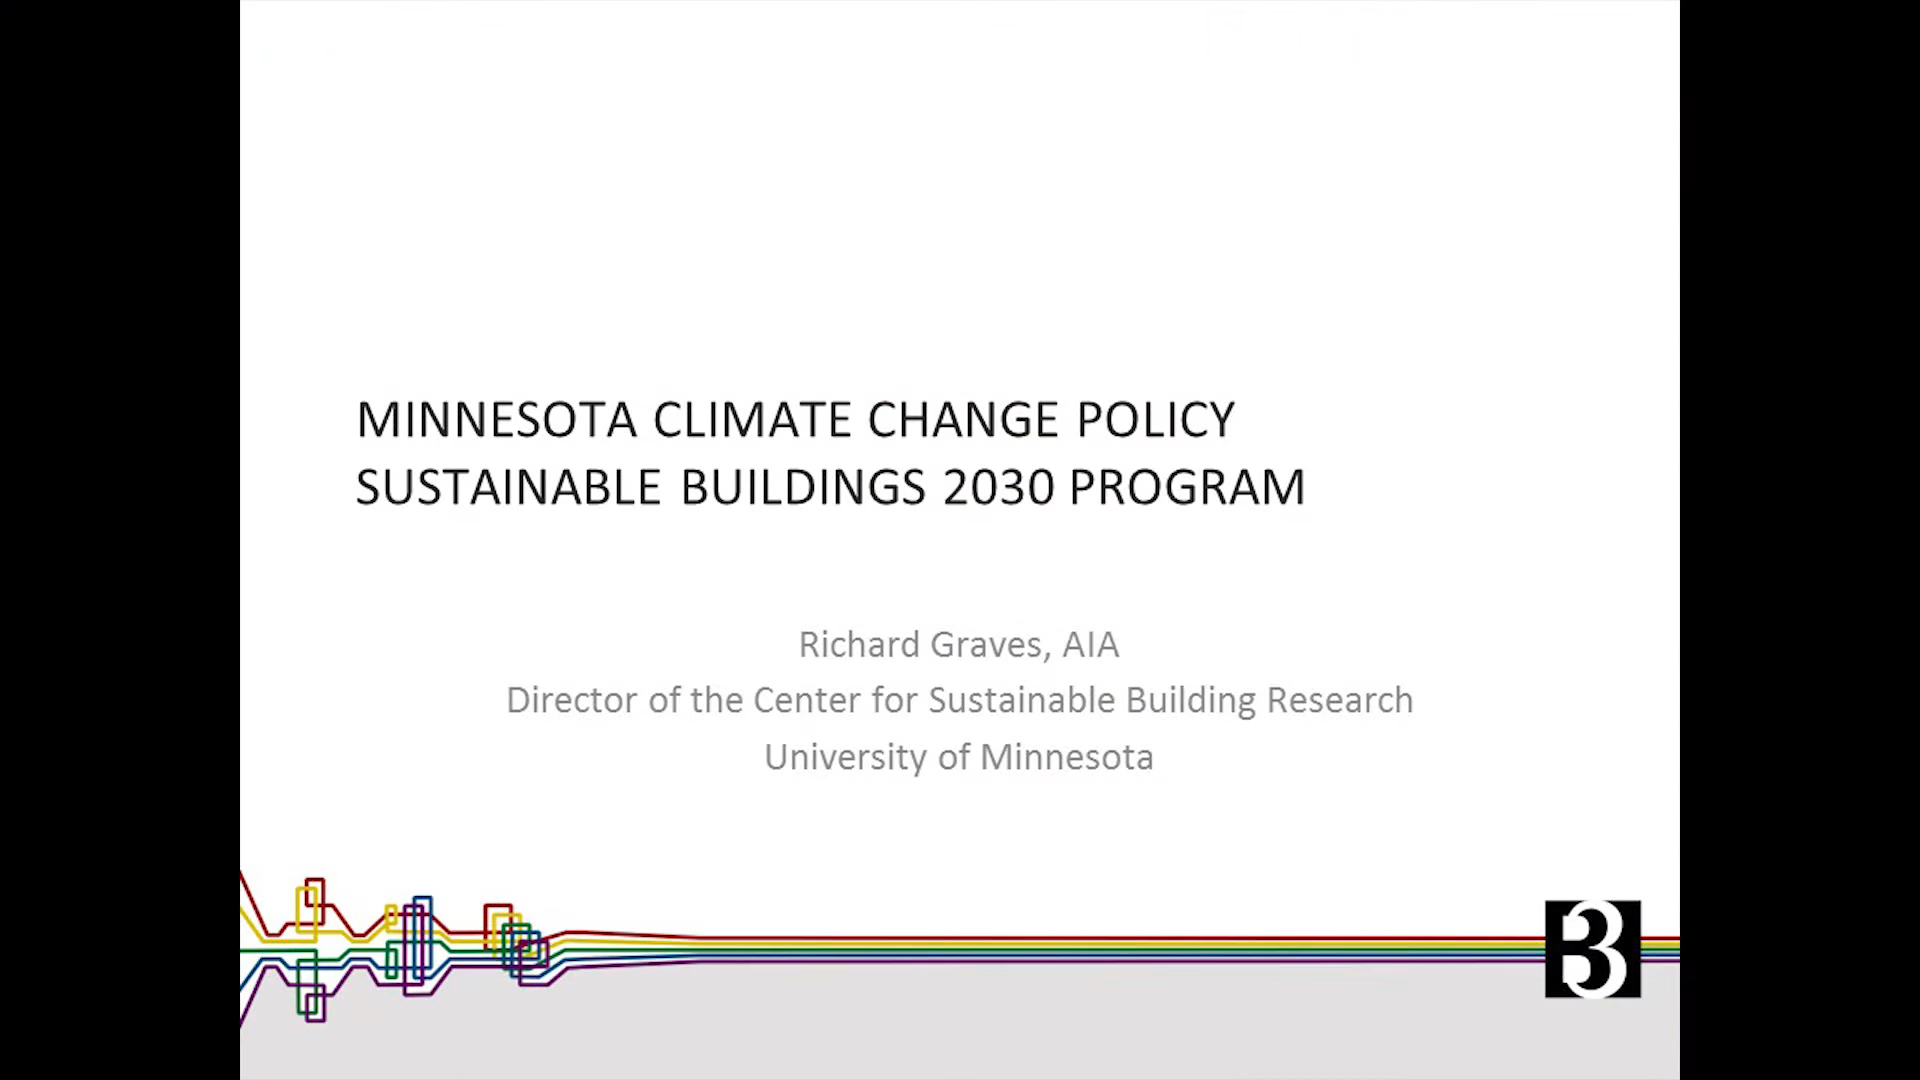 MINNESOTA CLIMATE CHANGE POLICY
SUSTAINABLE BUILDINGS 2030 PROGRAM
Richard Graves, AIA
Director of the Center for Sustainable Building Research
University of Minnesota
B3